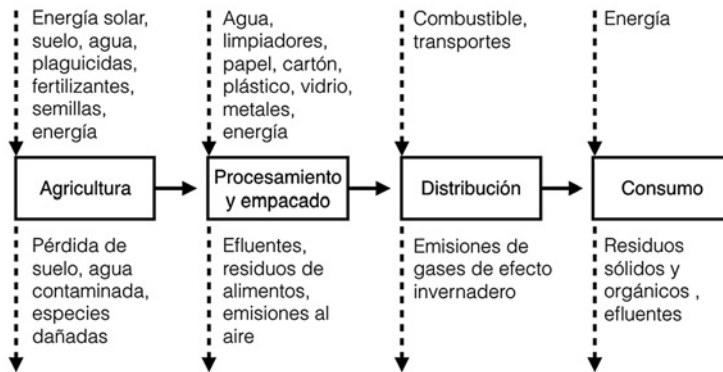 Energía solar,
suelo, agua,
plaguicidas,
fertilizantes,
semillas,
energía
Agua,
limpiadores,
papel, cartón,
plástico, vidrio,
metales,
energía
Combustible,
transportes
Energía
Agricultura
Procesamiento
y empacado
Distribución
Consumo
Pérdida de
suelo, agua
contaminada,
especies
dañadas
Efluentes,
residuos de
alimentos,
emisiones al
aire
Emisiones de
gases de efecto
invernadero
Residuos
sólidos y
orgánicos ,
efluentes